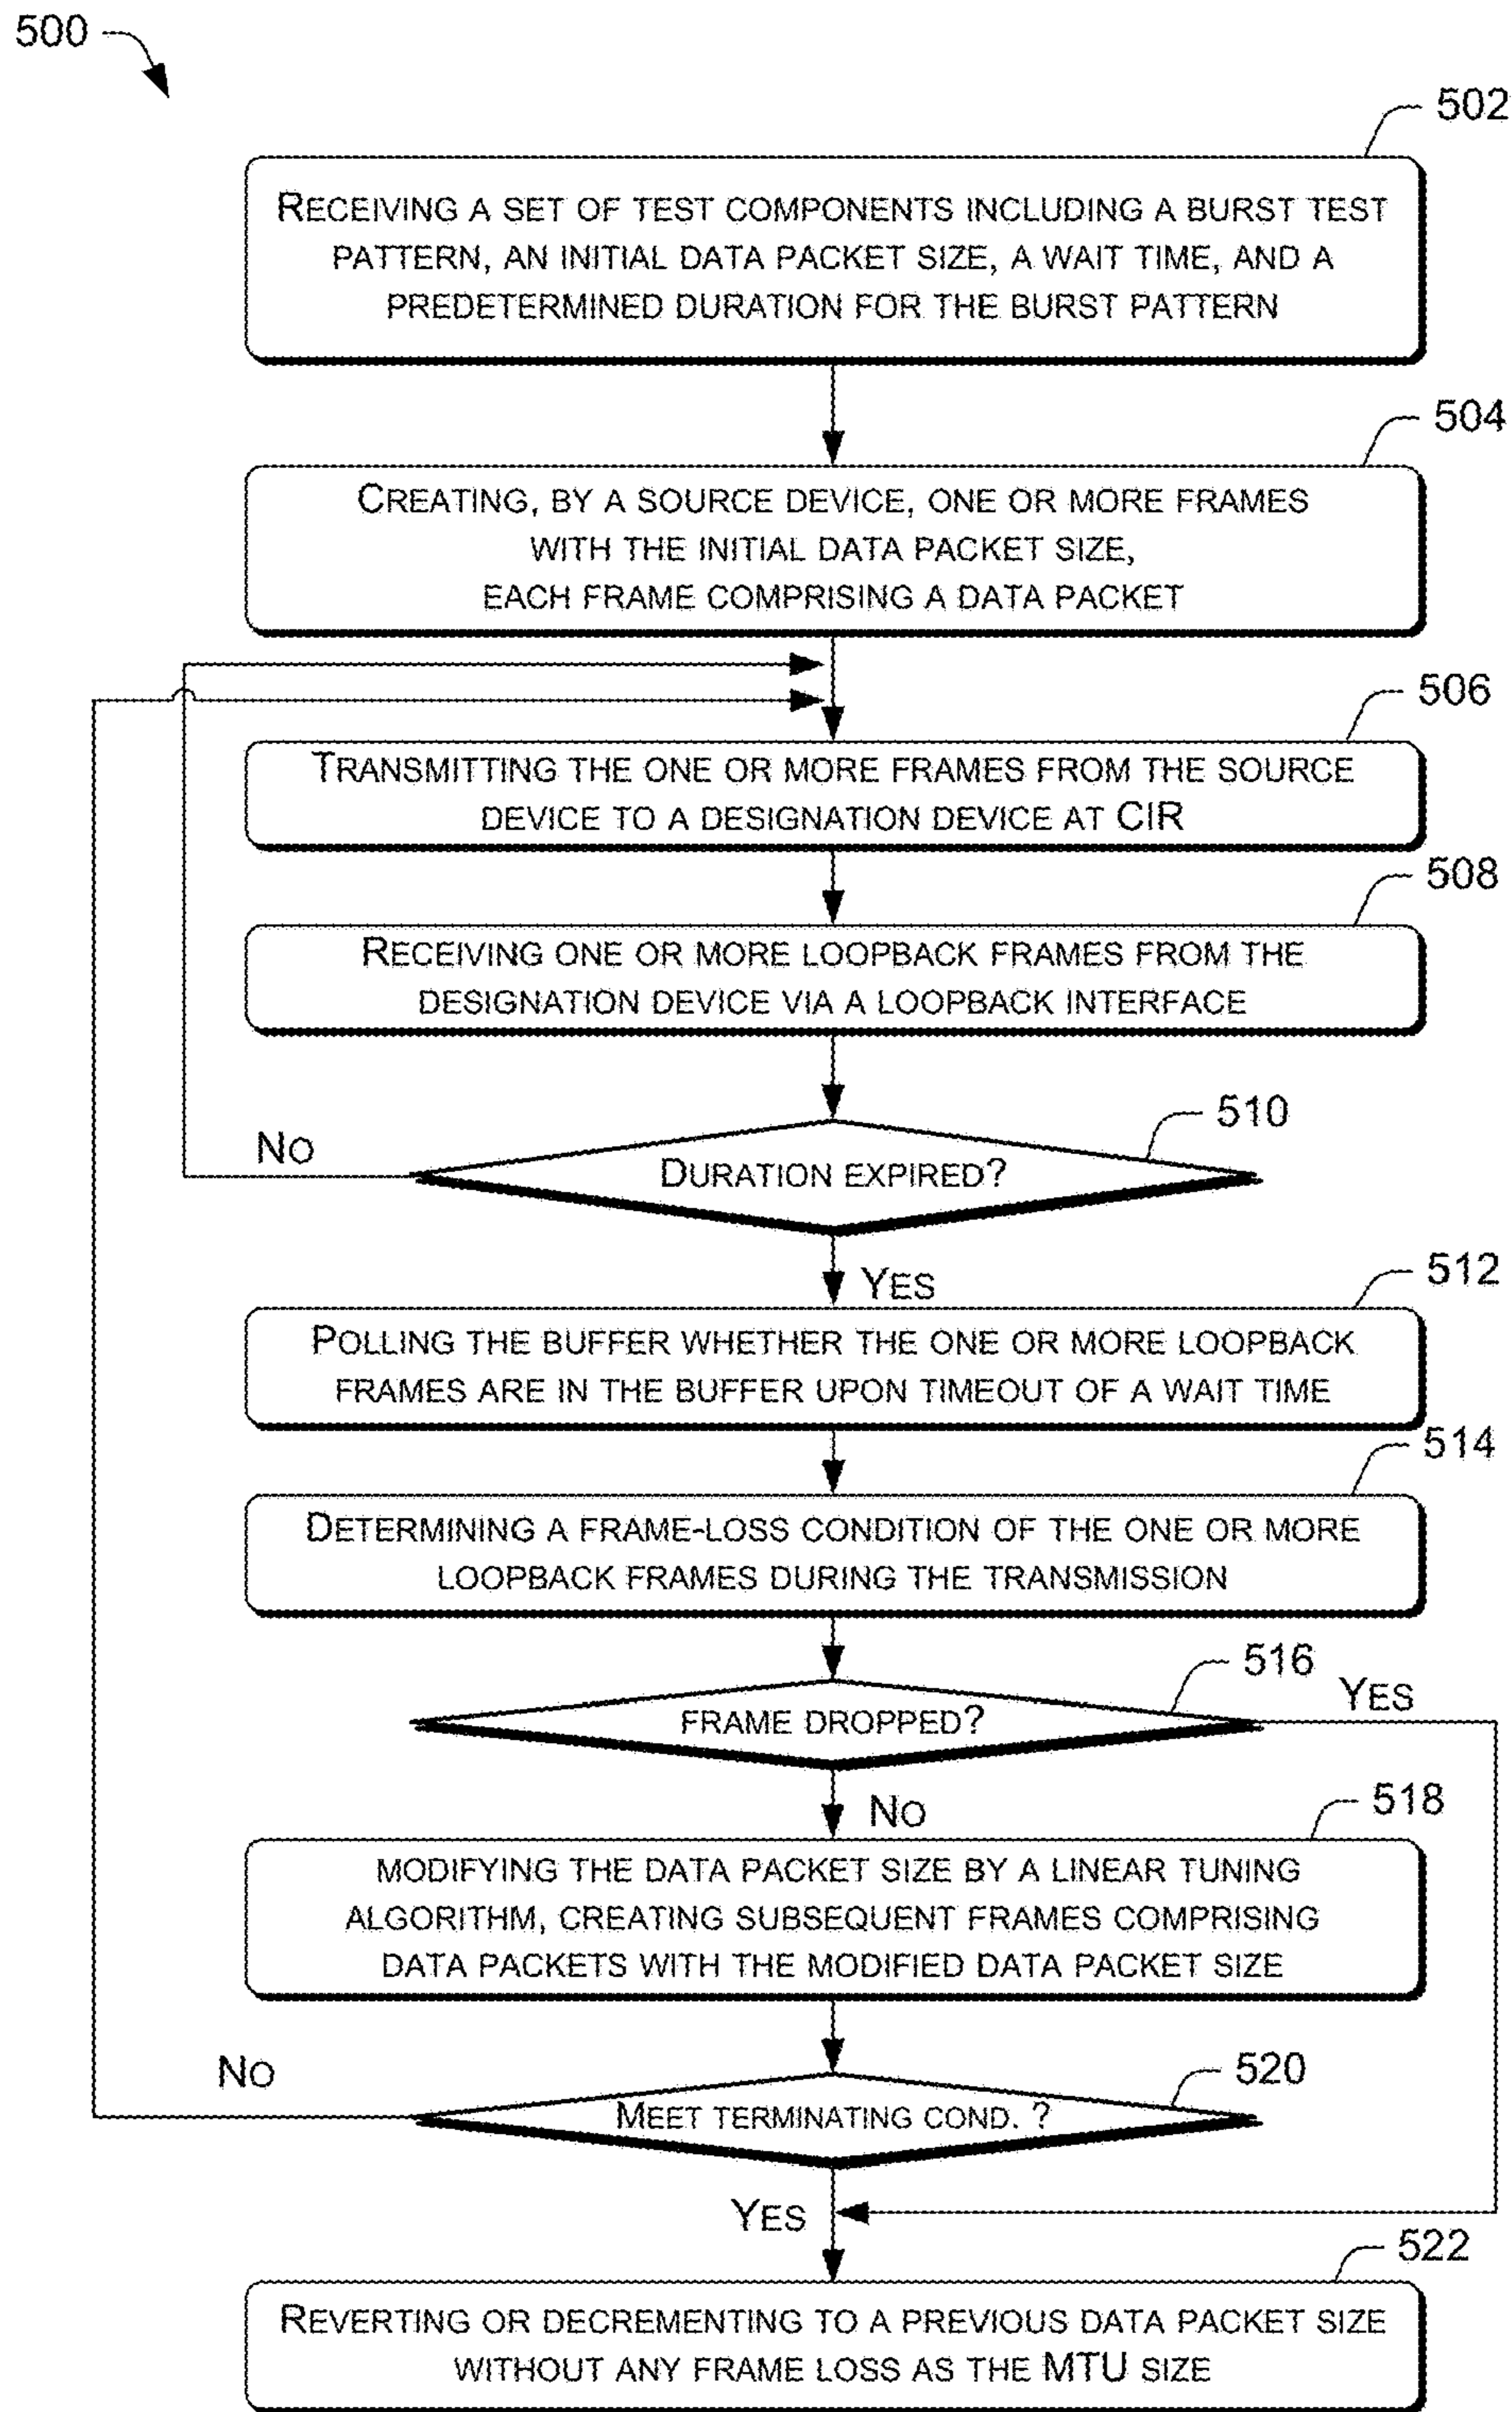 500
502
RECEIVING A SET OF TEST COMPONENTS INCLUDING A BURST TEST
PATTERN, AN INITIAL DATA PACKET SIZE, A WAIT TIME, AND A
PREDETERMINED DURATION FOR THE BURST PATTERN
504
CREATING, BY A SOURCE DEVICE, ONE OR MORE FRAMES
WITH THE INITIAL DATA PACKET SIZE,
EACH FRAME COMPRISING A DATA PACKET
506
TRANSMITTING THE ONE OR MORE FRAMES FROM THE SOURCE
DEVICE TO A DESIGNATION DEVICE AT CIR
508
RECEIVING ONE OR MORE LOOPBACK FRAMES FROM THE
DESIGNATION DEVICE VIA A LOOPBACK INTERFACE
510
NO
DURATION EXPIRED?
YES
512
POLLING THE BUFFER WHETHER THE ONE OR MORE LOOPBACK
FRAMES ARE IN THE BUFFER UPON TIMEOUT OF A WAIT TIME
514
DETERMINING A FRAME-LOSS CONDITION OF THE ONE OR MORE
LOOPBACK FRAMES DURING THE TRANSMISSION
516
YES
FRAME DROPPED?
NO
518
MODIFYING THE DATA PACKET SIZE BY A LINEAR TUNING
ALGORITHM, CREATING SUBSEQUENT FRAMES COMPRISING
DATA PACKETS WITH THE MODIFIED DATA PACKET SIZE
NO
520
MEET TERMINATING COND. ?
YES
522
REVERTING OR DECREMENTING TO A PREVIOUS DATA PACKET SIZE
WITHOUT ANY FRAME LOSS AS THE MTU SIZE